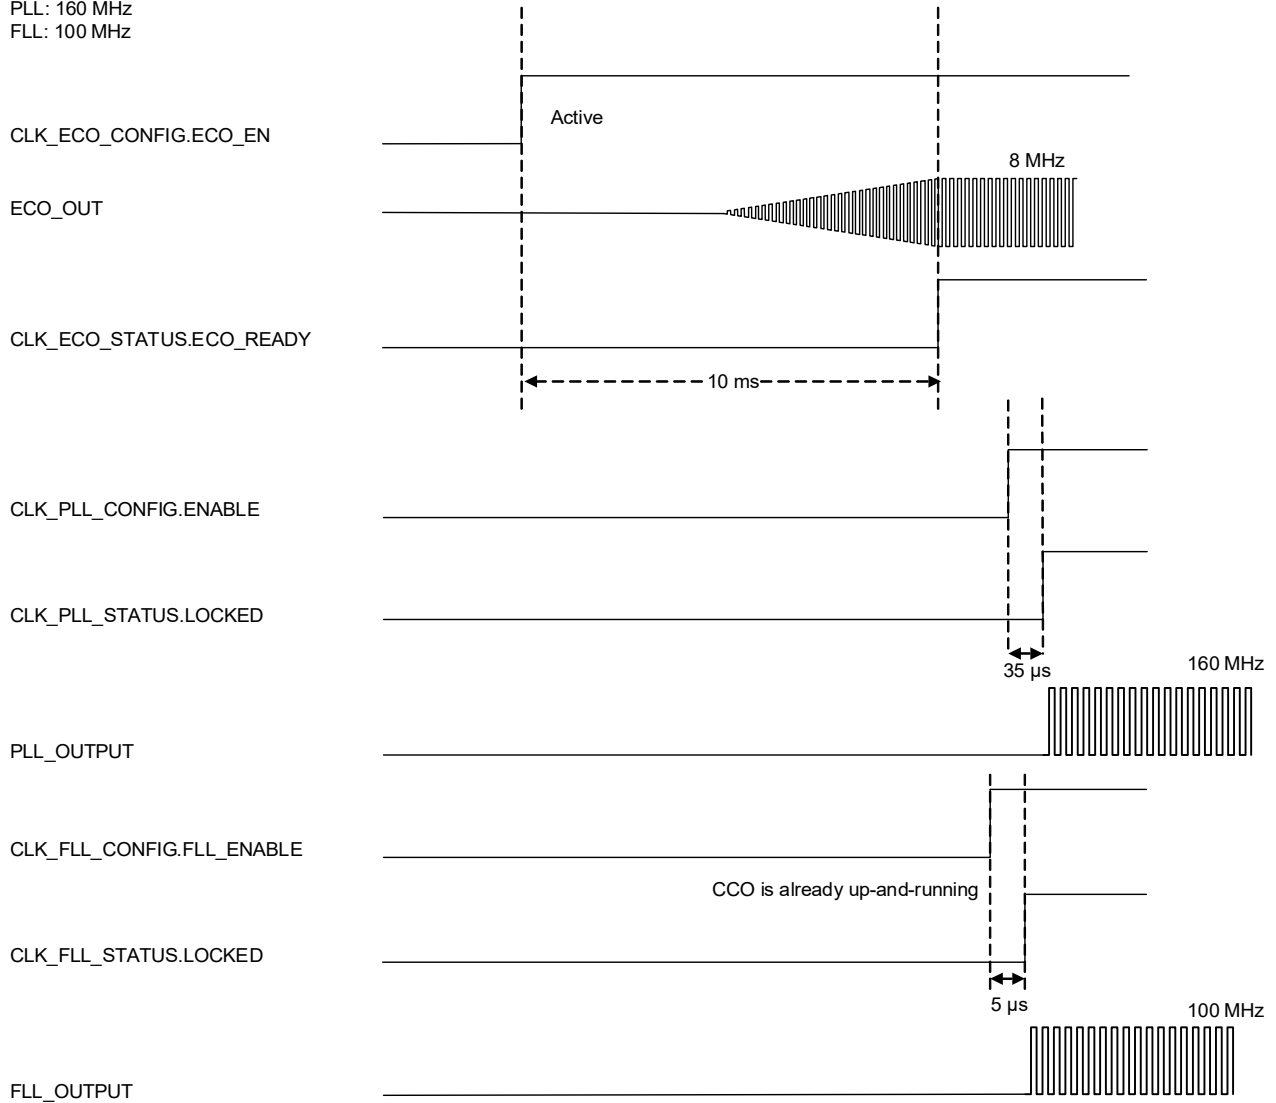 PLL: 160 MHz
FLL: 100 MHz
CLK_ECO_CONFIG.ECO_EN
Active
8 MHz
ECO_OUT
CLK_ECO_STATUS.ECO_READY
10 ms
CLK_PLL_CONFIG.ENABLE
CLK_PLL_STATUS.LOCKED
35 µs
160 MHz
PLL_OUTPUT
CLK_FLL_CONFIG.FLL_ENABLE
CCO is already up-and-running
CLK_FLL_STATUS.LOCKED
5 µs
100 MHz
FLL_OUTPUT